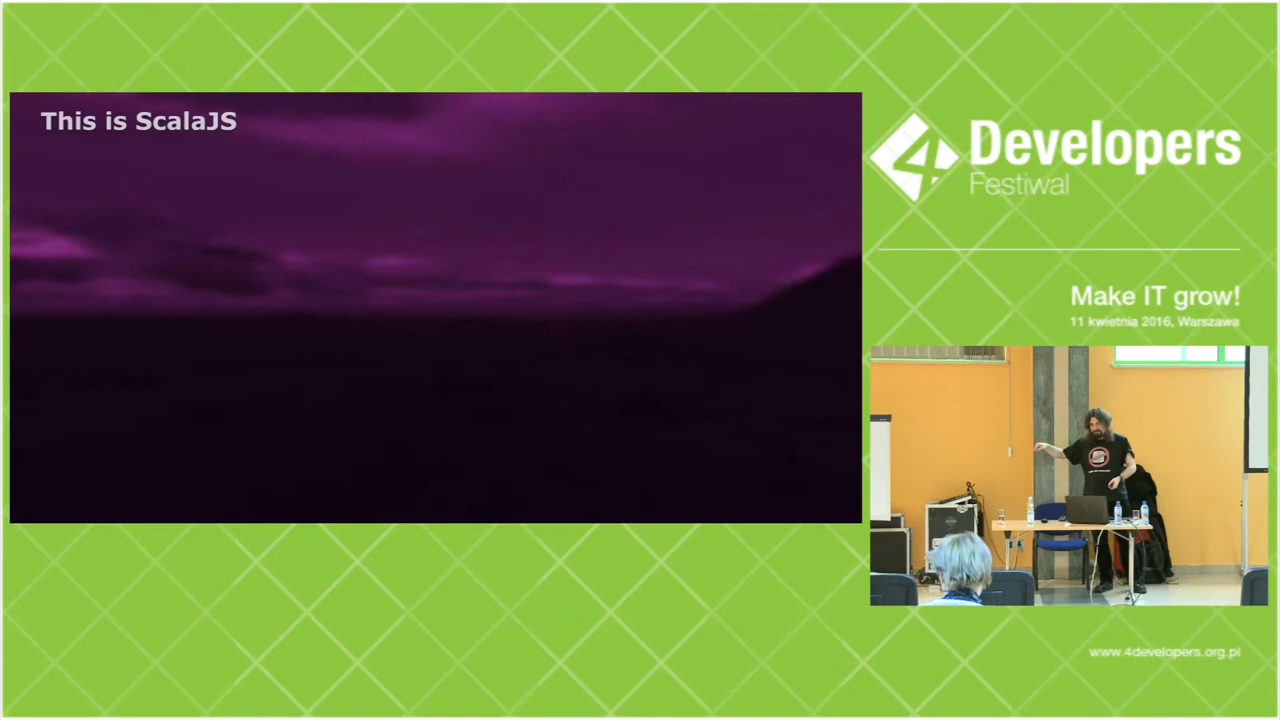 This is ScalaJS
4
Developers
Festiwal
Make IT grow!
11 kwietnia 2016, Warszawa
www.4developers.org.pl